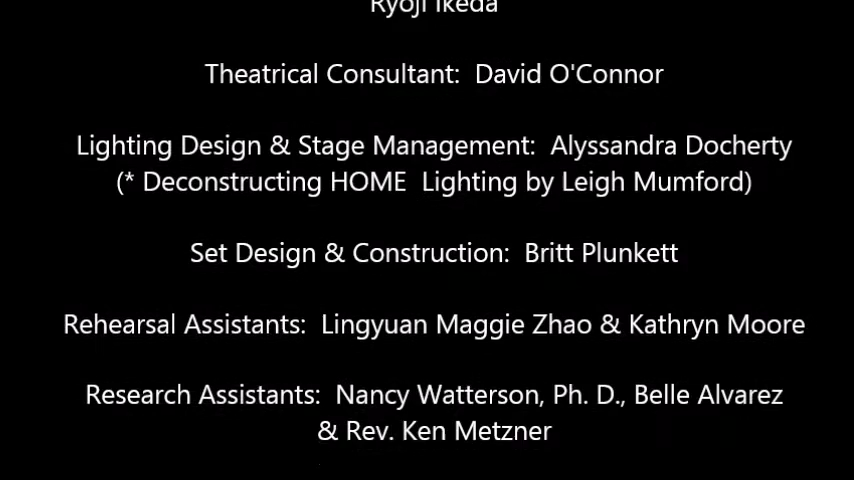 Ryoji Ikeda
Theatrical Consultant:  David O'Connor
Lighting Design & Stage Management:  Alyssandra Docherty
(* Deconstructing HOME  Lighting by Leigh Mumford)
Set Design & Construction:  Britt Plunkett
Rehearsal Assistants:  Lingyuan Maggie Zhao & Kathryn Moore
Research Assistants:  Nancy Watterson, Ph. D., Belle Alvarez
& Rev. Ken Metzner